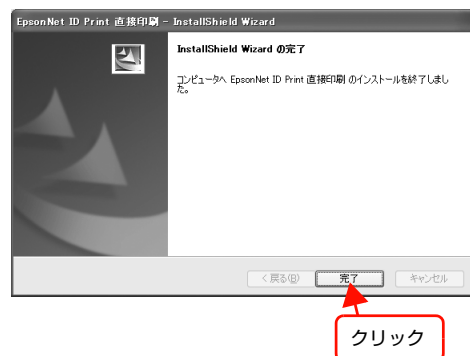 EpsonNet ID Print 直接印刷 - InstallShield Wizard
InstallShield Wizard の完了
コンピュータへ EpsonNet ID Print 直接印刷 のインストールを終了しまし
た。
< 戻る(B)
完了
キャンセル
クリック